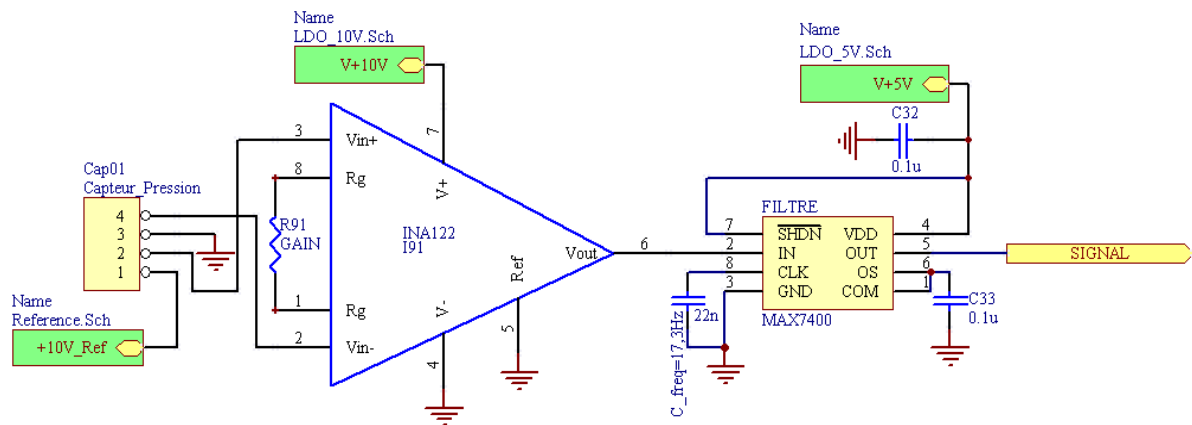 Name
LDO_10V.Sch
V+10V
Name
LDO_5V.Sch
V+5V
C32
0.1u
Cap01
Capteur_Pression
4
3
2
1
Name
Reference.Sch
+10V_Ref
3
Vin+
8
Rg
R91
GAIN
1
Rg
2
Vin-
7
V+
INA122
I91
V-
4
Ref
5
Vout
6
FILTRE
7
SHDN
VDD
4
2
IN
OUT
5
8
CLK
OS
6
3
GND
COM
1
MAX7400
22n
C_freq=17,3Hz
C33
0.1u
SIGNAL